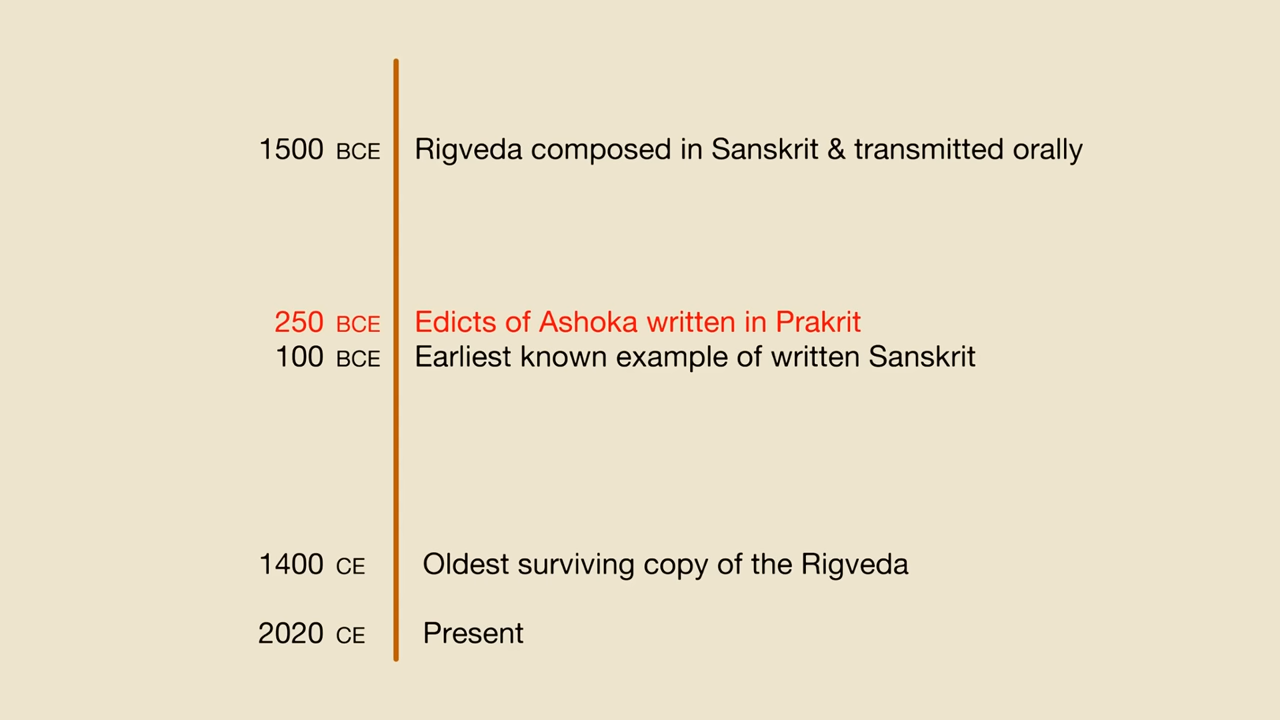 1500 BCE Rigveda composed in Sanskrit & transmitted orally
250 BCE Edicts of Ashoka written in Prakrit
100 BCE Earliest known example of written Sanskrit
1400 CE Oldest surviving copy of the Rigveda
2020 CE Present